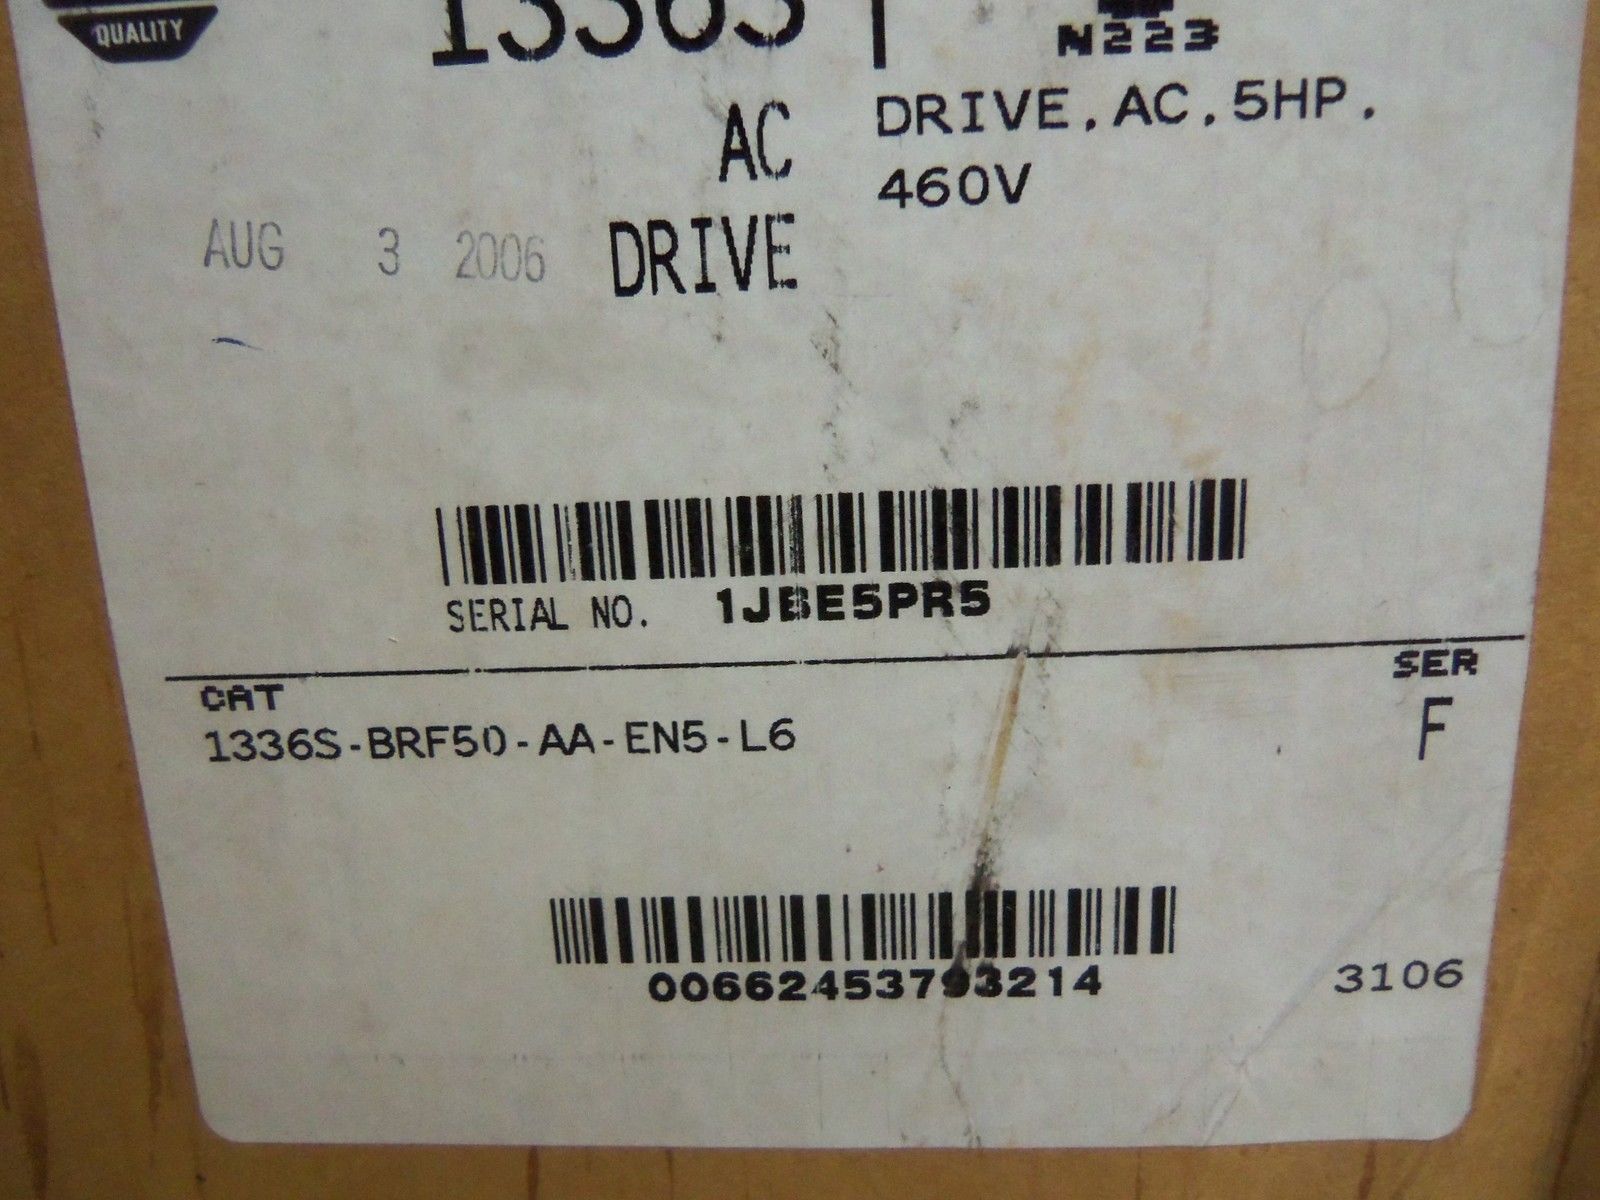 QUALITY
1336S
N223
AC
DRIVE
DRIVE, AC, 5HP,
460V
AUG 3 2006
SERIAL NO. 1JBE5PR5
CAT
1336S-BRF50-AA-EN5-L6
SER
F
00662453793214
3106